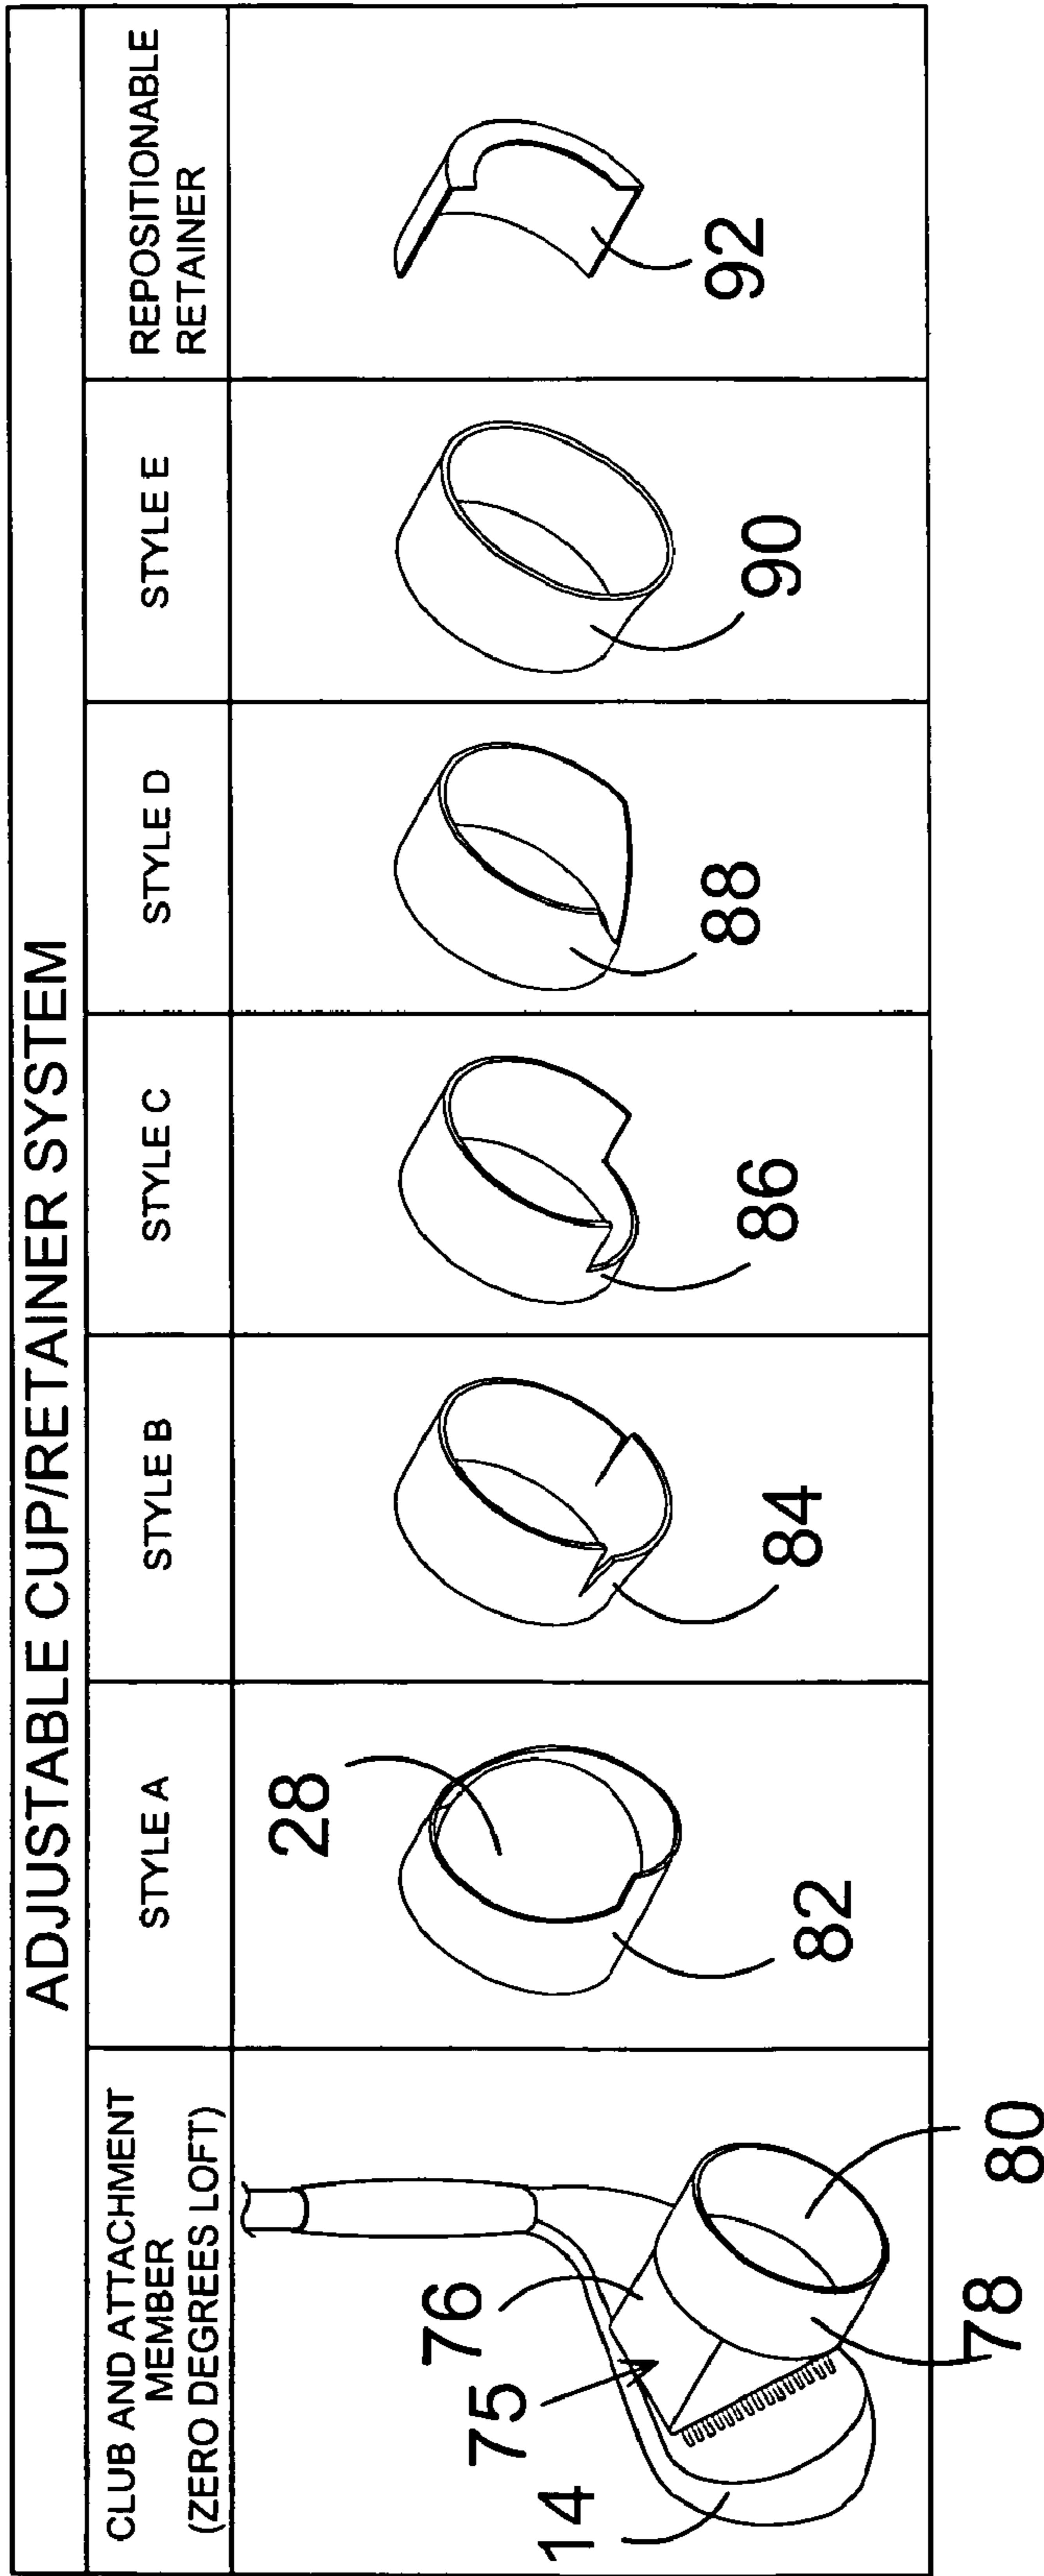 ADJUSTABLE CUP/RETAINER SYSTEM
CLUB AND ATTACHMENT
MEMBER
(ZERO DEGREES LOFT)
STYLE A
STYLE B
STYLE C
STYLE D
STYLE E
REPOSITIONABLE
RETAINER
14
75
76
78
80
28
82
84
86
88
90
92